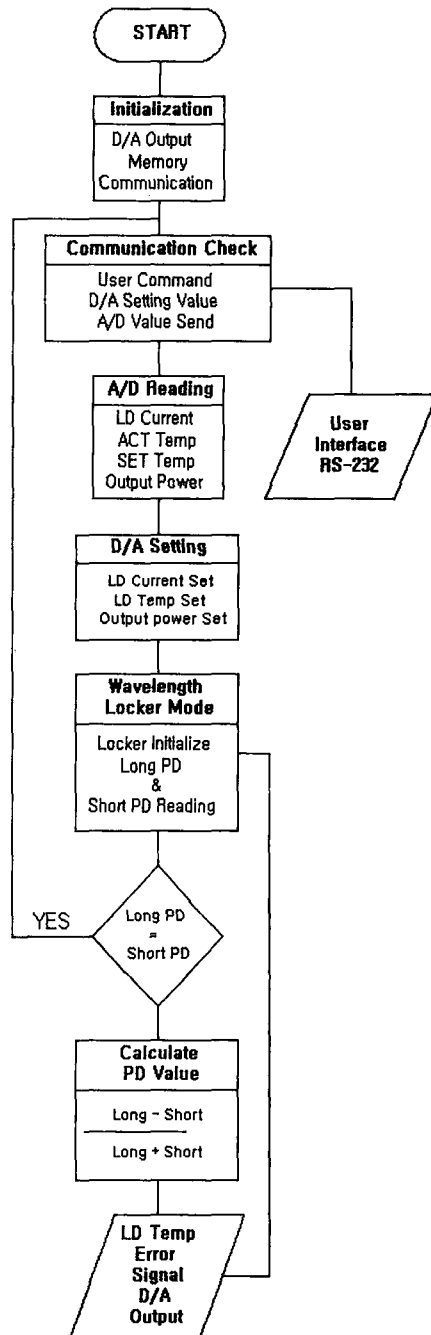 START
Initialization
D/A Output
Memory
Communication
Communication Check
User Command
D/A Setting Value
A/D Value Send
A/D Reading
LD Current
ACT Temp
SET Temp
Output Power
User
Interface
RS-232
D/A Setting
LD Current Set
LD Temp Set
Output power Set
Wavelength
Locker Mode
Locker Initialize
Long PD
&
Short PD Reading
YES
Long PD
=
Short PD
Calculate
PD Value
Long - Short
Long + Short
LD Temp
Error
Signal
D/A
Output